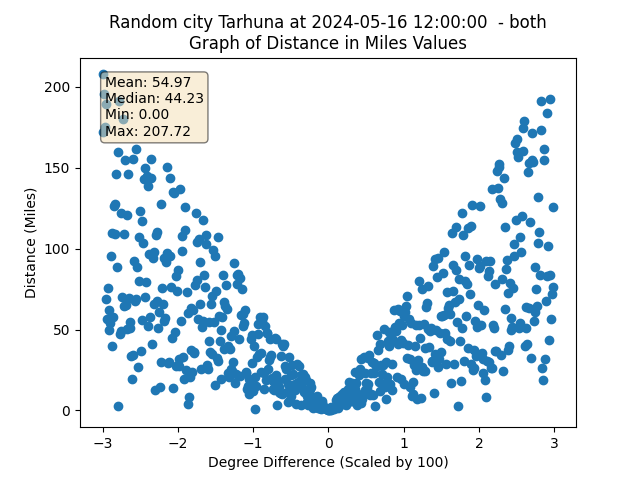 Random city Tarhuna at 2024-05-16 12:00:00  - both
Graph of Distance in Miles Values
Mean: 54.97
Median: 44.23
Min: 0.00
Max: 207.72
200
150
100
50
0
Distance (Miles)
−3
−2
−1
0
1
2
3
Degree Difference (Scaled by 100)